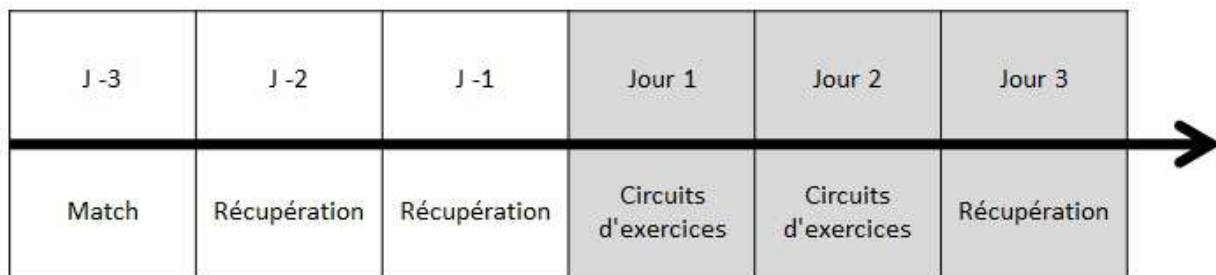 J -3
J -2
J -1
Jour 1
Jour 2
Jour 3
Match
Récupération
Récupération
Circuits
d'exercices
Circuits
d'exercices
Récupération